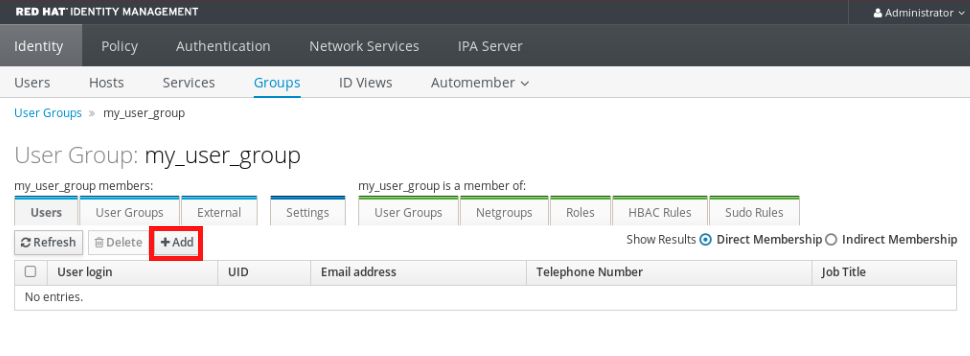 RED HAT® IDENTITY MANAGEMENT Administrator
Identity Policy Authentication Network Services IPA Server
Users Hosts Services Groups ID Views Automember
User Groups » my_user_group
User Group: my_user_group
my_user_group members: my_user_group is a member of:
Users User Groups External Settings User Groups Netgroups Roles HBAC Rules Sudo Rules
Refresh Delete +Add Show Results Direct Membership Indirect Membership
User login UID Email address Telephone Number Job Title
No entries.